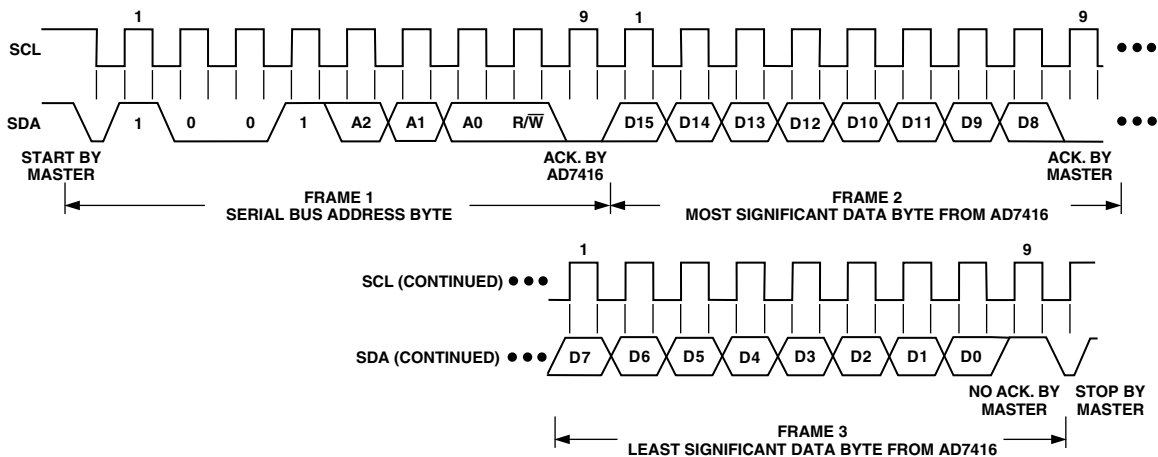 1 9 1 9
SCL
SDA 1 0 0 1 A2 A1 A0 R/W̅ D15 D14 D13 D12 D10 D11 D9 D8
START BY
MASTER
ACK. BY
AD7416
ACK. BY
MASTER
FRAME 1
SERIAL BUS ADDRESS BYTE
FRAME 2
MOST SIGNIFICANT DATA BYTE FROM AD7416
1 9
SCL (CONTINUED)
SDA (CONTINUED) D7 D6 D5 D4 D3 D2 D1 D0
NO ACK. BY
MASTER
STOP BY
MASTER
FRAME 3
LEAST SIGNIFICANT DATA BYTE FROM AD7416